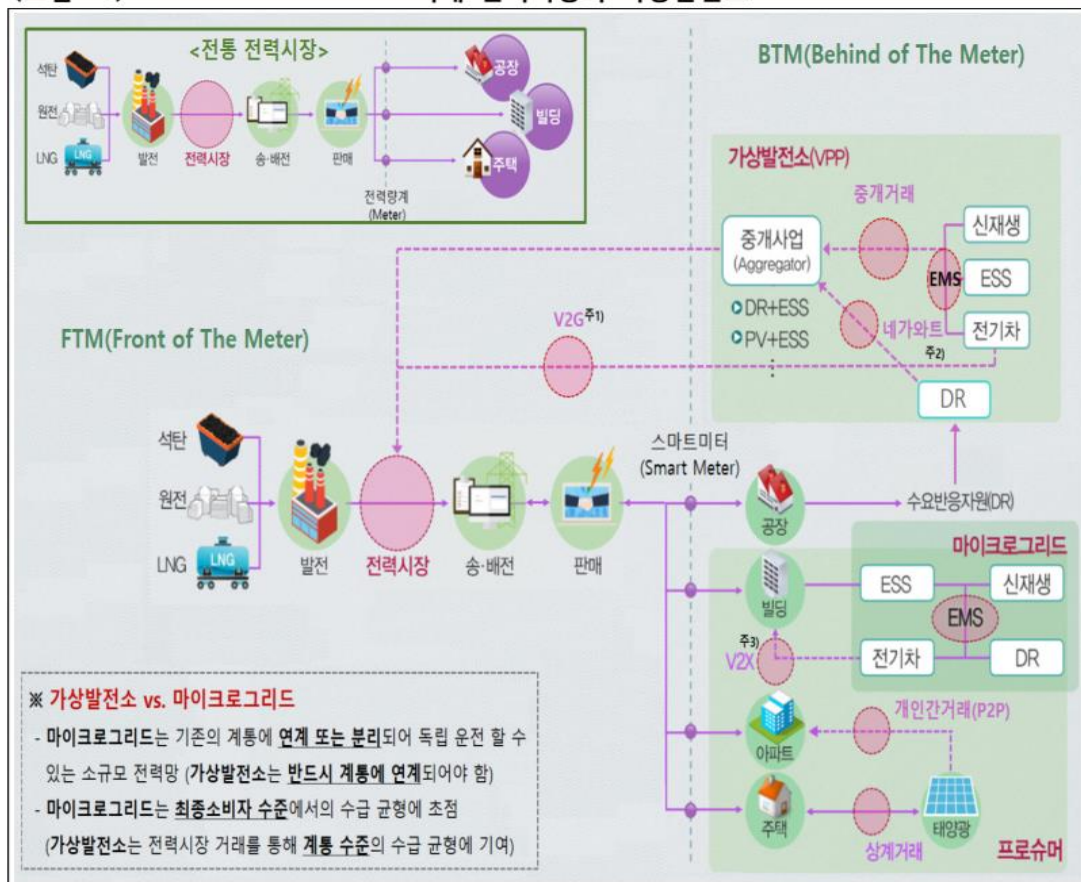 <전통 전력시장>
석탄
원전
LNG
발전
전력시장
송·배전
판매
전력량계
(Meter)
공장
빌딩
주택
BTM(Behind of The Meter)
가상발전소(VPP)
중개거래
중개사업
(Aggregator)
DR+ESS
PV+ESS
⋮
신재생
EMS
ESS
전기차
네가와트
주2)
DR
V2G주1)
FTM(Front of The Meter)
석탄
원전
LNG
LNG
발전
전력시장
송·배전
판매
스마트미터
(Smart Meter)
공장
수요반응자원(DR)
마이크로그리드
빌딩
ESS
신재생
EMS
주3)
V2X
전기차
DR
개인간거래(P2P)
아파트
주택
상계거래
태양광
프로슈머
※ 가상발전소 vs. 마이크로그리드
- 마이크로그리드는 기존의 계통에 연계 또는 분리되어 독립 운전 할 수
있는 소규모 전력망 (가상발전소는 반드시 계통에 연계되어야 함)
- 마이크로그리드는 최종소비자 수준에서의 수급 균형에 초점
(가상발전소는 전력시장 거래를 통해 계통 수준의 수급 균형에 기여)